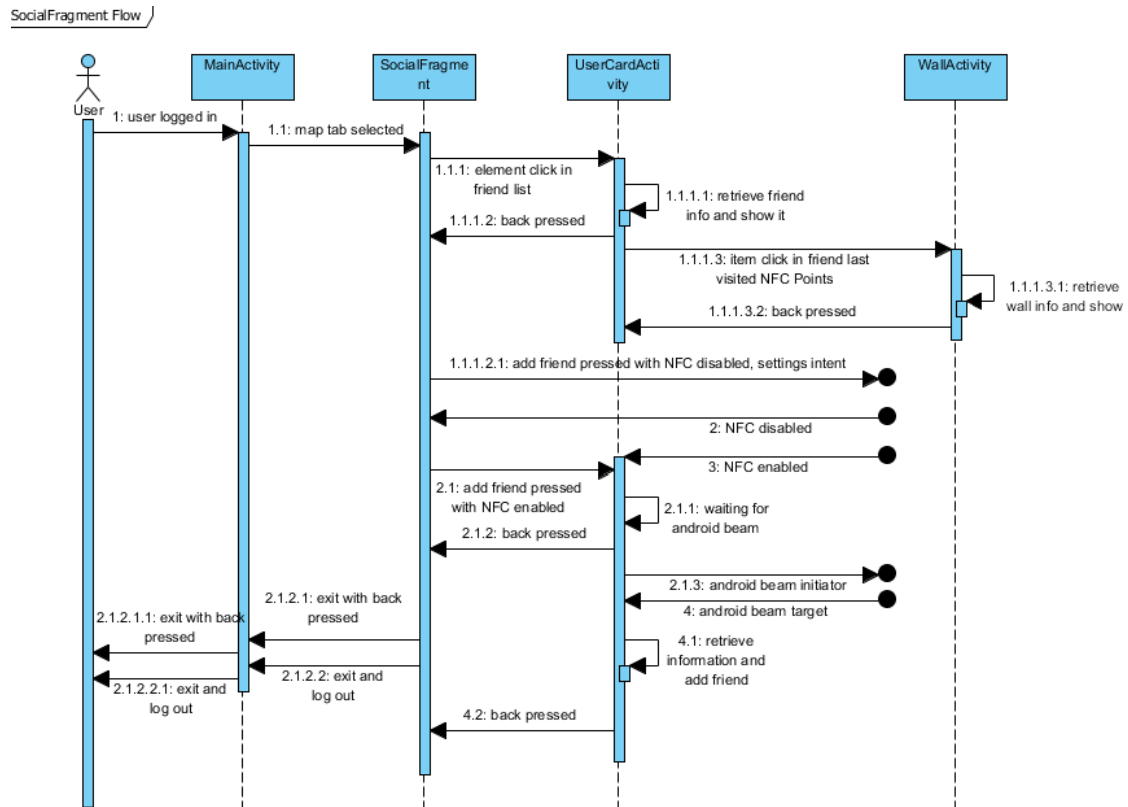 SocialFragment Flow
MainActivity
SocialFragme
nt
UserCardActi
vity
WallActivity
User
1: user logged in
1.1: map tab selected
1.1.1: element click in
friend list
1.1.1.1: retrieve friend
info and show it
1.1.1.2: back pressed
1.1.1.3: item click in friend last
visited NFC Points
1.1.1.3.1: retrieve
wall info and show
1.1.1.3.2: back pressed
1.1.1.2.1: add friend pressed with NFC disabled, settings intent
2: NFC disabled
3: NFC enabled
2.1: add friend pressed
with NFC enabled
2.1.1: waiting for
android beam
2.1.2: back pressed
2.1.3: android beam initiator
4: android beam target
2.1.2.1: exit with back
pressed
2.1.2.1.1: exit with back
pressed
4.1: retrieve
information and
add friend
2.1.2.2: exit and
log out
2.1.2.2.1: exit and
log out
4.2: back pressed